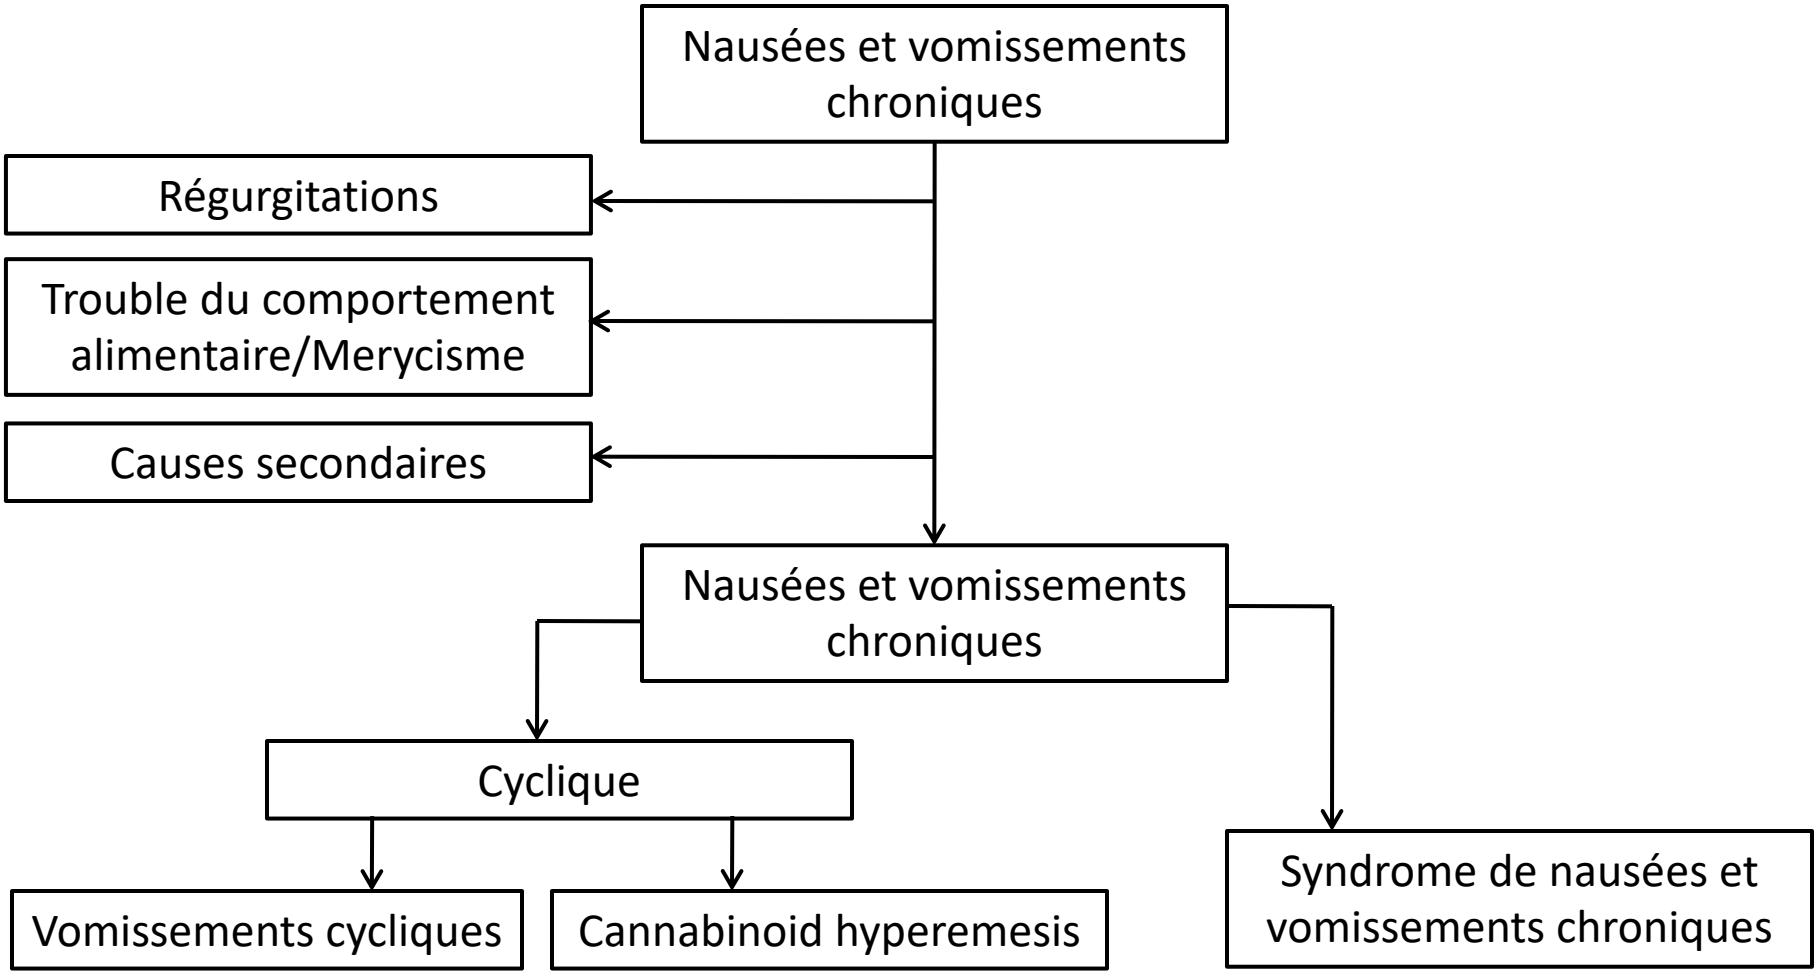 Nausées et vomissements
chroniques
Régurgitations
Trouble du comportement
alimentaire/Merycisme
Causes secondaires
Nausées et vomissements
chroniques
Cyclique
Vomissements cycliques
Cannabinoid hyperemesis
Syndrome de nausées et
vomissements chroniques